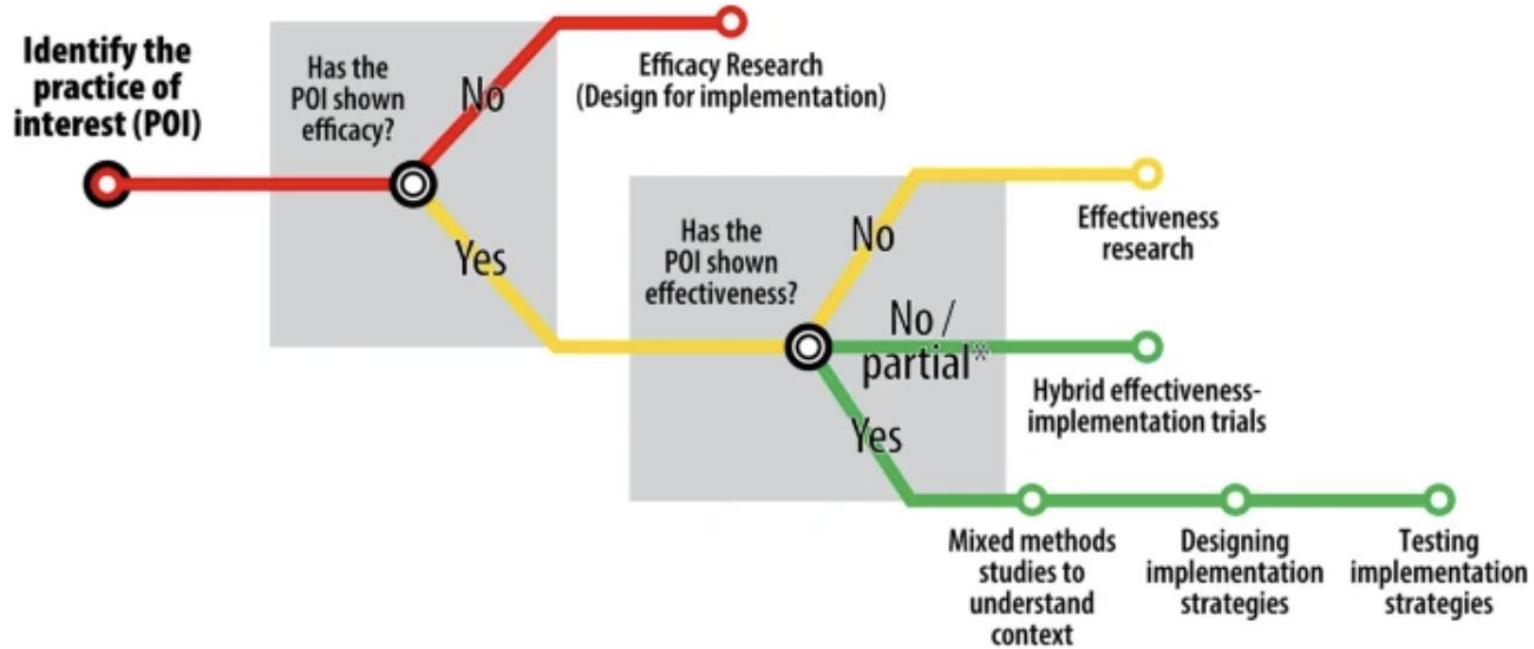 Identify the
practice of
interest (POI)
Has the
POI shown
efficacy?
No
Yes
Efficacy Research
(Design for implementation)
Has the
POI shown
effectiveness?
No
No /
partial*
Yes
Effectiveness
research
Hybrid effectiveness-
implementation trials
Mixed methods
studies to
understand
context
Designing
implementation
strategies
Testing
implementation
strategies